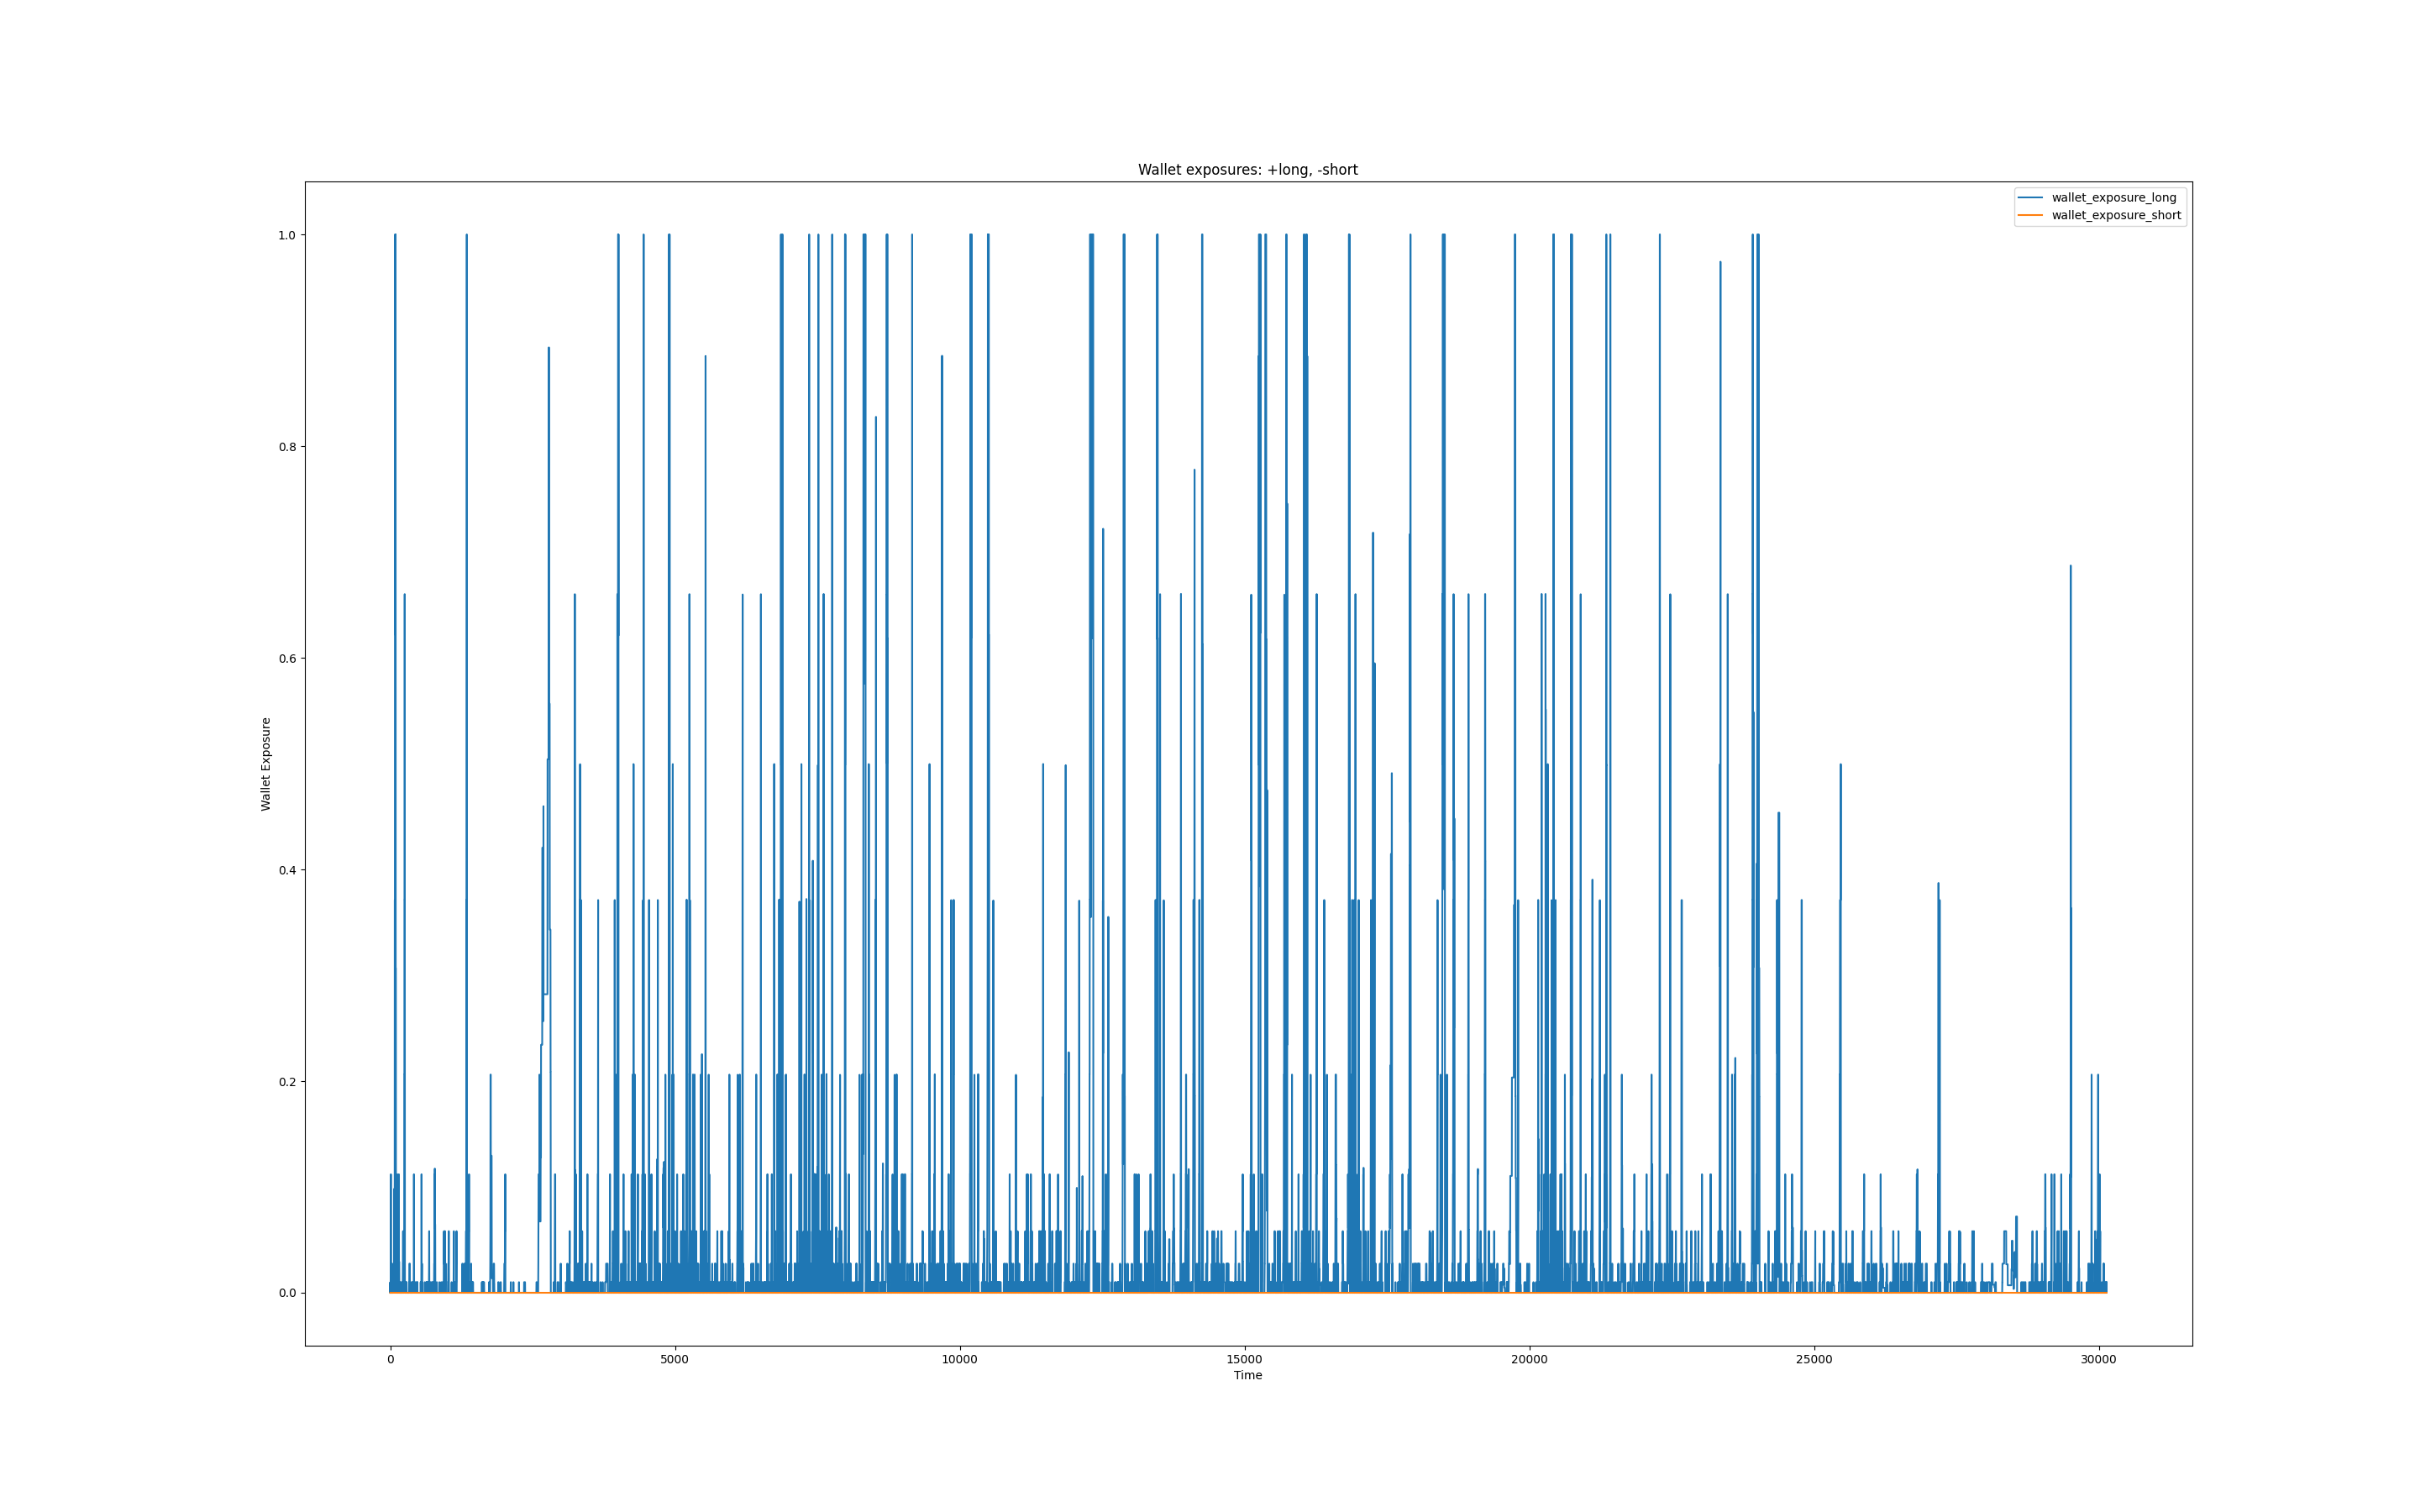 Wallet exposures: +long, -short
wallet_exposure_long
wallet_exposure_short
1.0
0.8
0.6
0.4
0.2
0.0
Wallet Exposure
0 5000 10000 15000 20000 25000 30000
Time